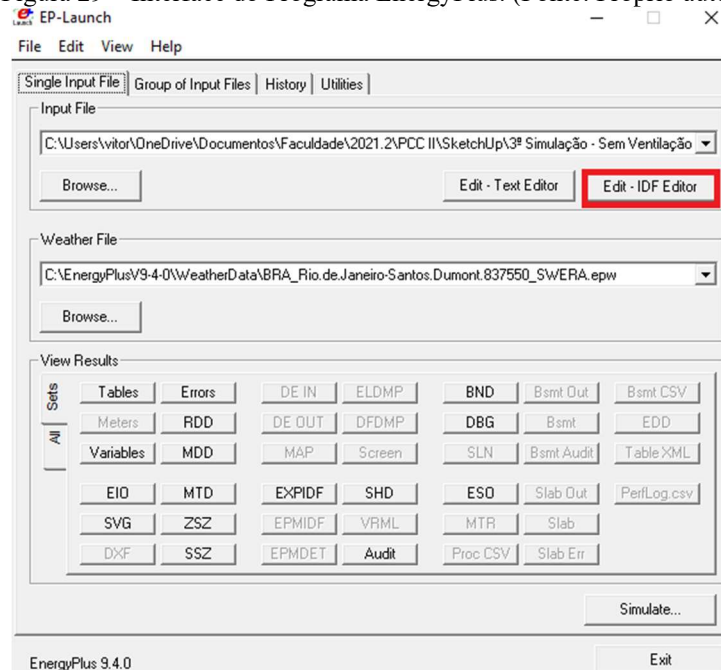 EP-Launch
File Edit View Help
Single Input File Group of Input Files History Utilities
Input File
C:\Users\vitor\OneDrive\Documentos\Faculdade\2021.2\PCC II\SketchUp\3ª Simulação - Sem Ventilação
Browse... Edit - Text Editor Edit - IDF Editor
Weather File
C:\EnergyPlusV9-4-0\WeatherData\BRA_Rio.de.Janeiro-Santos.Dumont.837550_SWERA.epw
Browse...
View Results
Sets
All
Tables Errors DE IN ELDMP BND Bsmt Out Bsmt CSV
Meters RDD DE OUT DFDMP DBG Bsmt EDD
Variables MDD MAP Screen SLN Bsmt Audit Table XML
EIO MTD EXPIDF SHD ESO Slab Out PerfLog.csv
SVG ZSZ EPMIDF VRML MTR Slab
DXF SSZ EPMDET Audit Proc CSV Slab Err
Simulate...
EnergyPlus 9.4.0 Exit